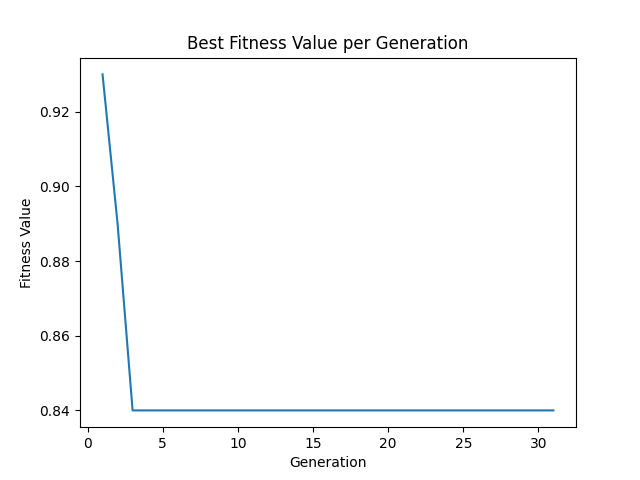 Best Fitness Value per Generation
0.92
0.90
0.88
0.86
0.84
Fitness Value
0 5 10 15 20 25 30
Generation